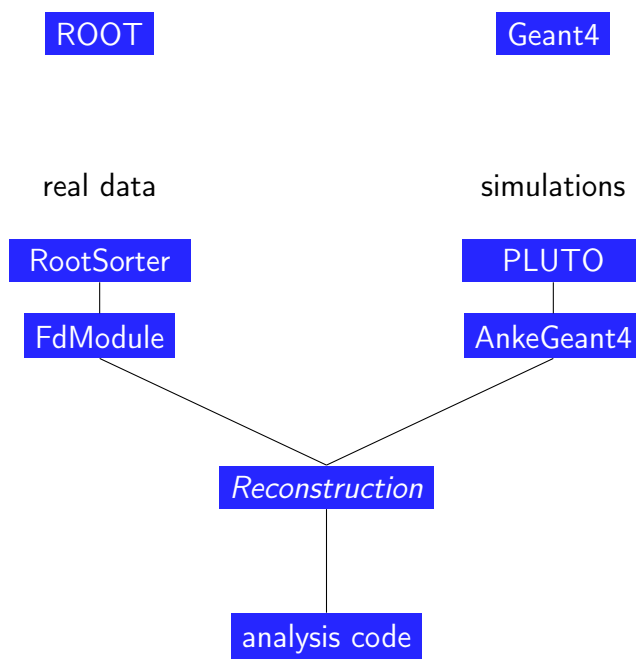 ROOT
Geant4
real data
simulations
RootSorter
PLUTO
FdModule
AnkeGeant4
Reconstruction
analysis code